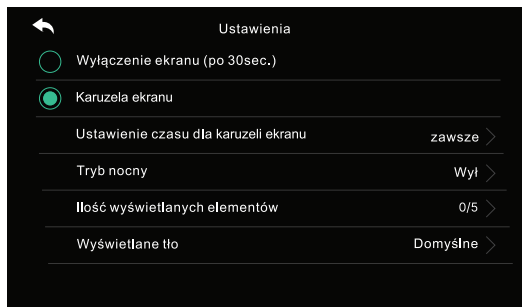 Ustawienia
Wyłączenie ekranu (po 30sec.)
Karuzela ekranu
Ustawienie czasu dla karuzeli ekranu zawsze
Tryb nocny Wył
Ilość wyświetlanych elementów 0/5
Wyświetlane tło Domyślne